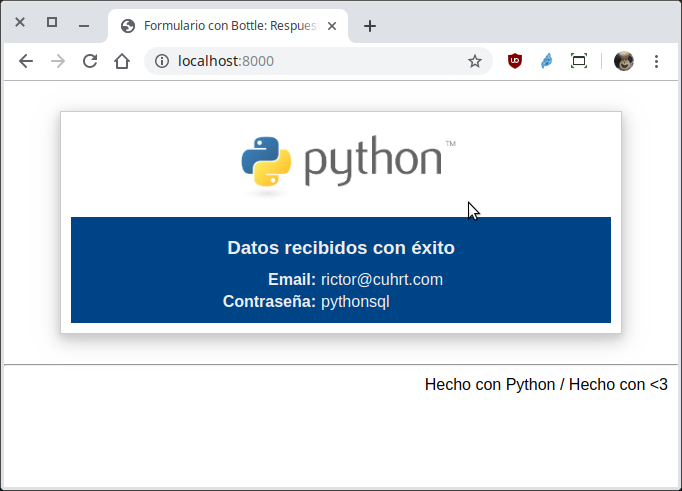 Formulario con Bottle: Respues
localhost:8000
python™
Datos recibidos con éxito
Email: rictor@cuhrt.com
Contraseña: pythonsql
Hecho con Python / Hecho con <3